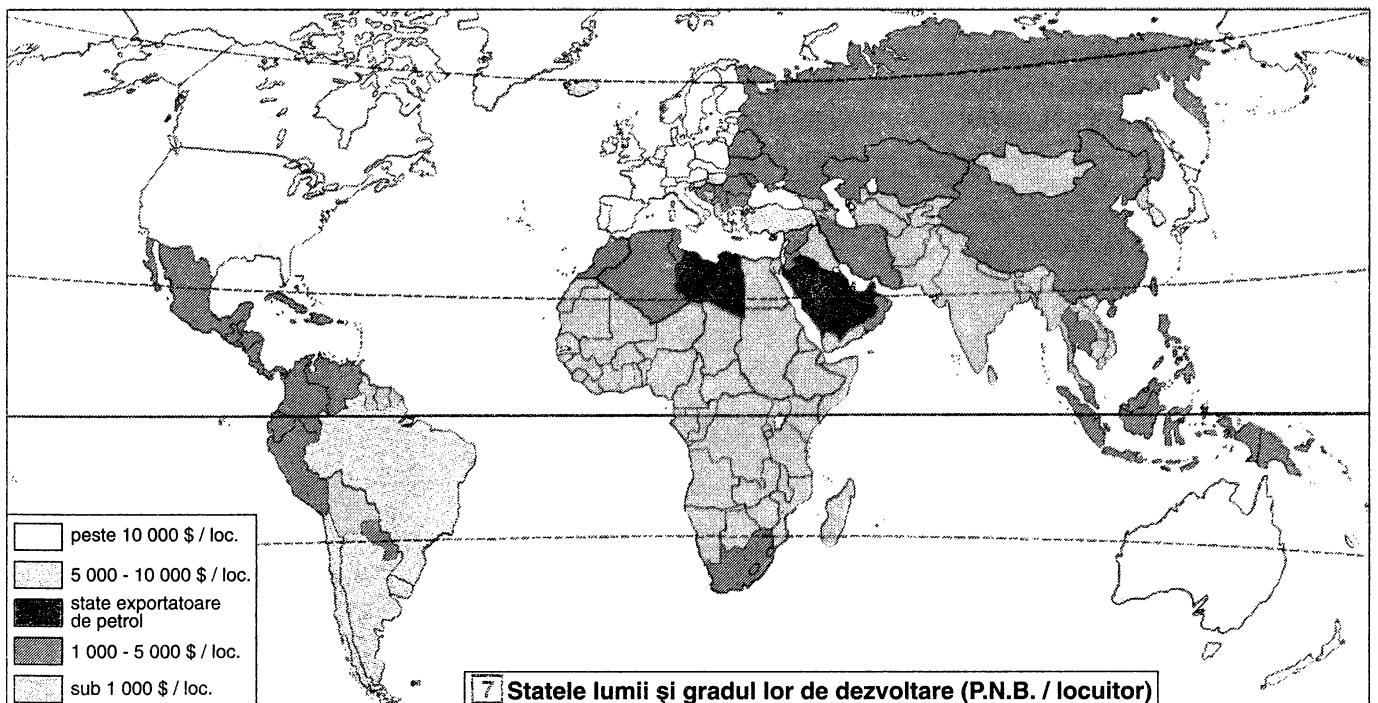 peste 10 000 $ / loc.
5 000 - 10 000 $ / loc.
state exportatoare
de petrol
1 000 - 5 000 $ / loc.
sub 1 000 $ / loc.
7 Statele lumii şi gradul lor de dezvoltare (P.N.B. / locuitor)